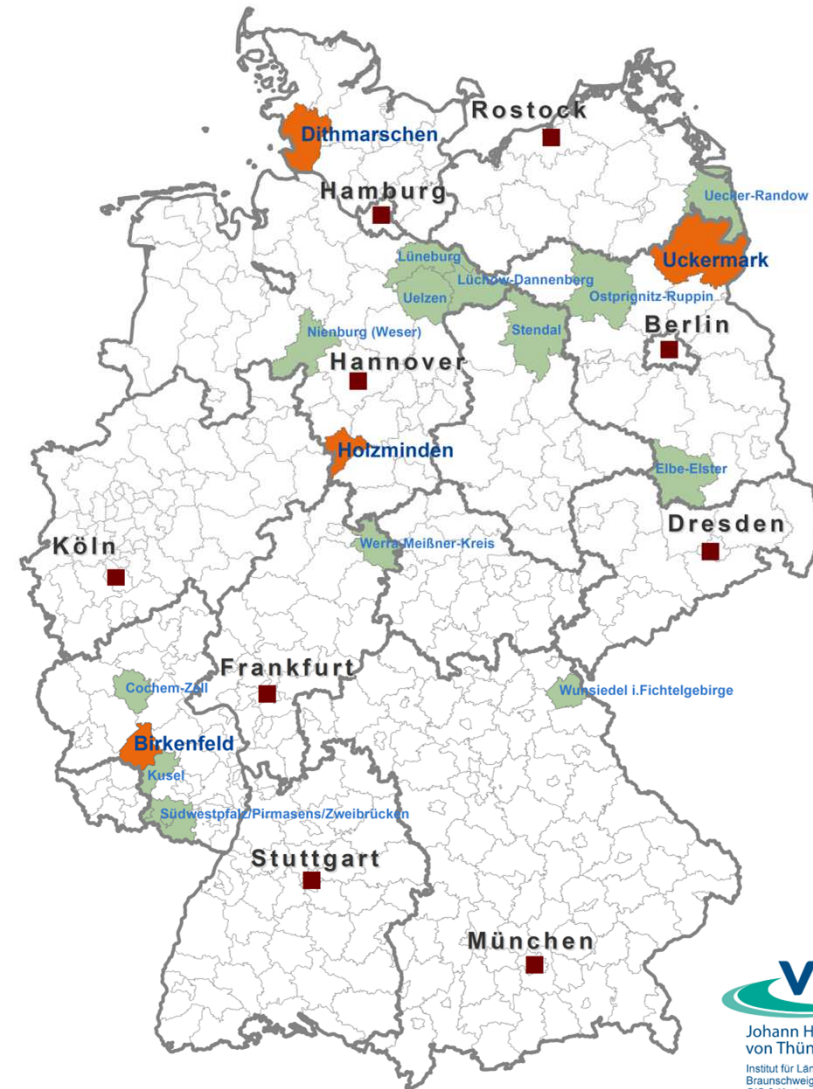 Rostock
Dithmarschen
Hamburg
Uecker-Randow
Uckermark
Lüneburg
Lüchow-Dannenberg
Uelzen
Ostprignitz-Ruppin
Nienburg (Weser)
Stendal
Berlin
Hannover
Holzminden
Elbe-Elster
Dresden
Werra-Meißner-Kreis
Köln
Frankfurt
Cochem-Zell
Wunsiedel i.Fichtelgebirge
Birkenfeld
Kusel
Südwestpfalz/Pirmasens/Zweibrücken
Stuttgart
München
Johann H
von Thün
Institut für Län
Braunschweig